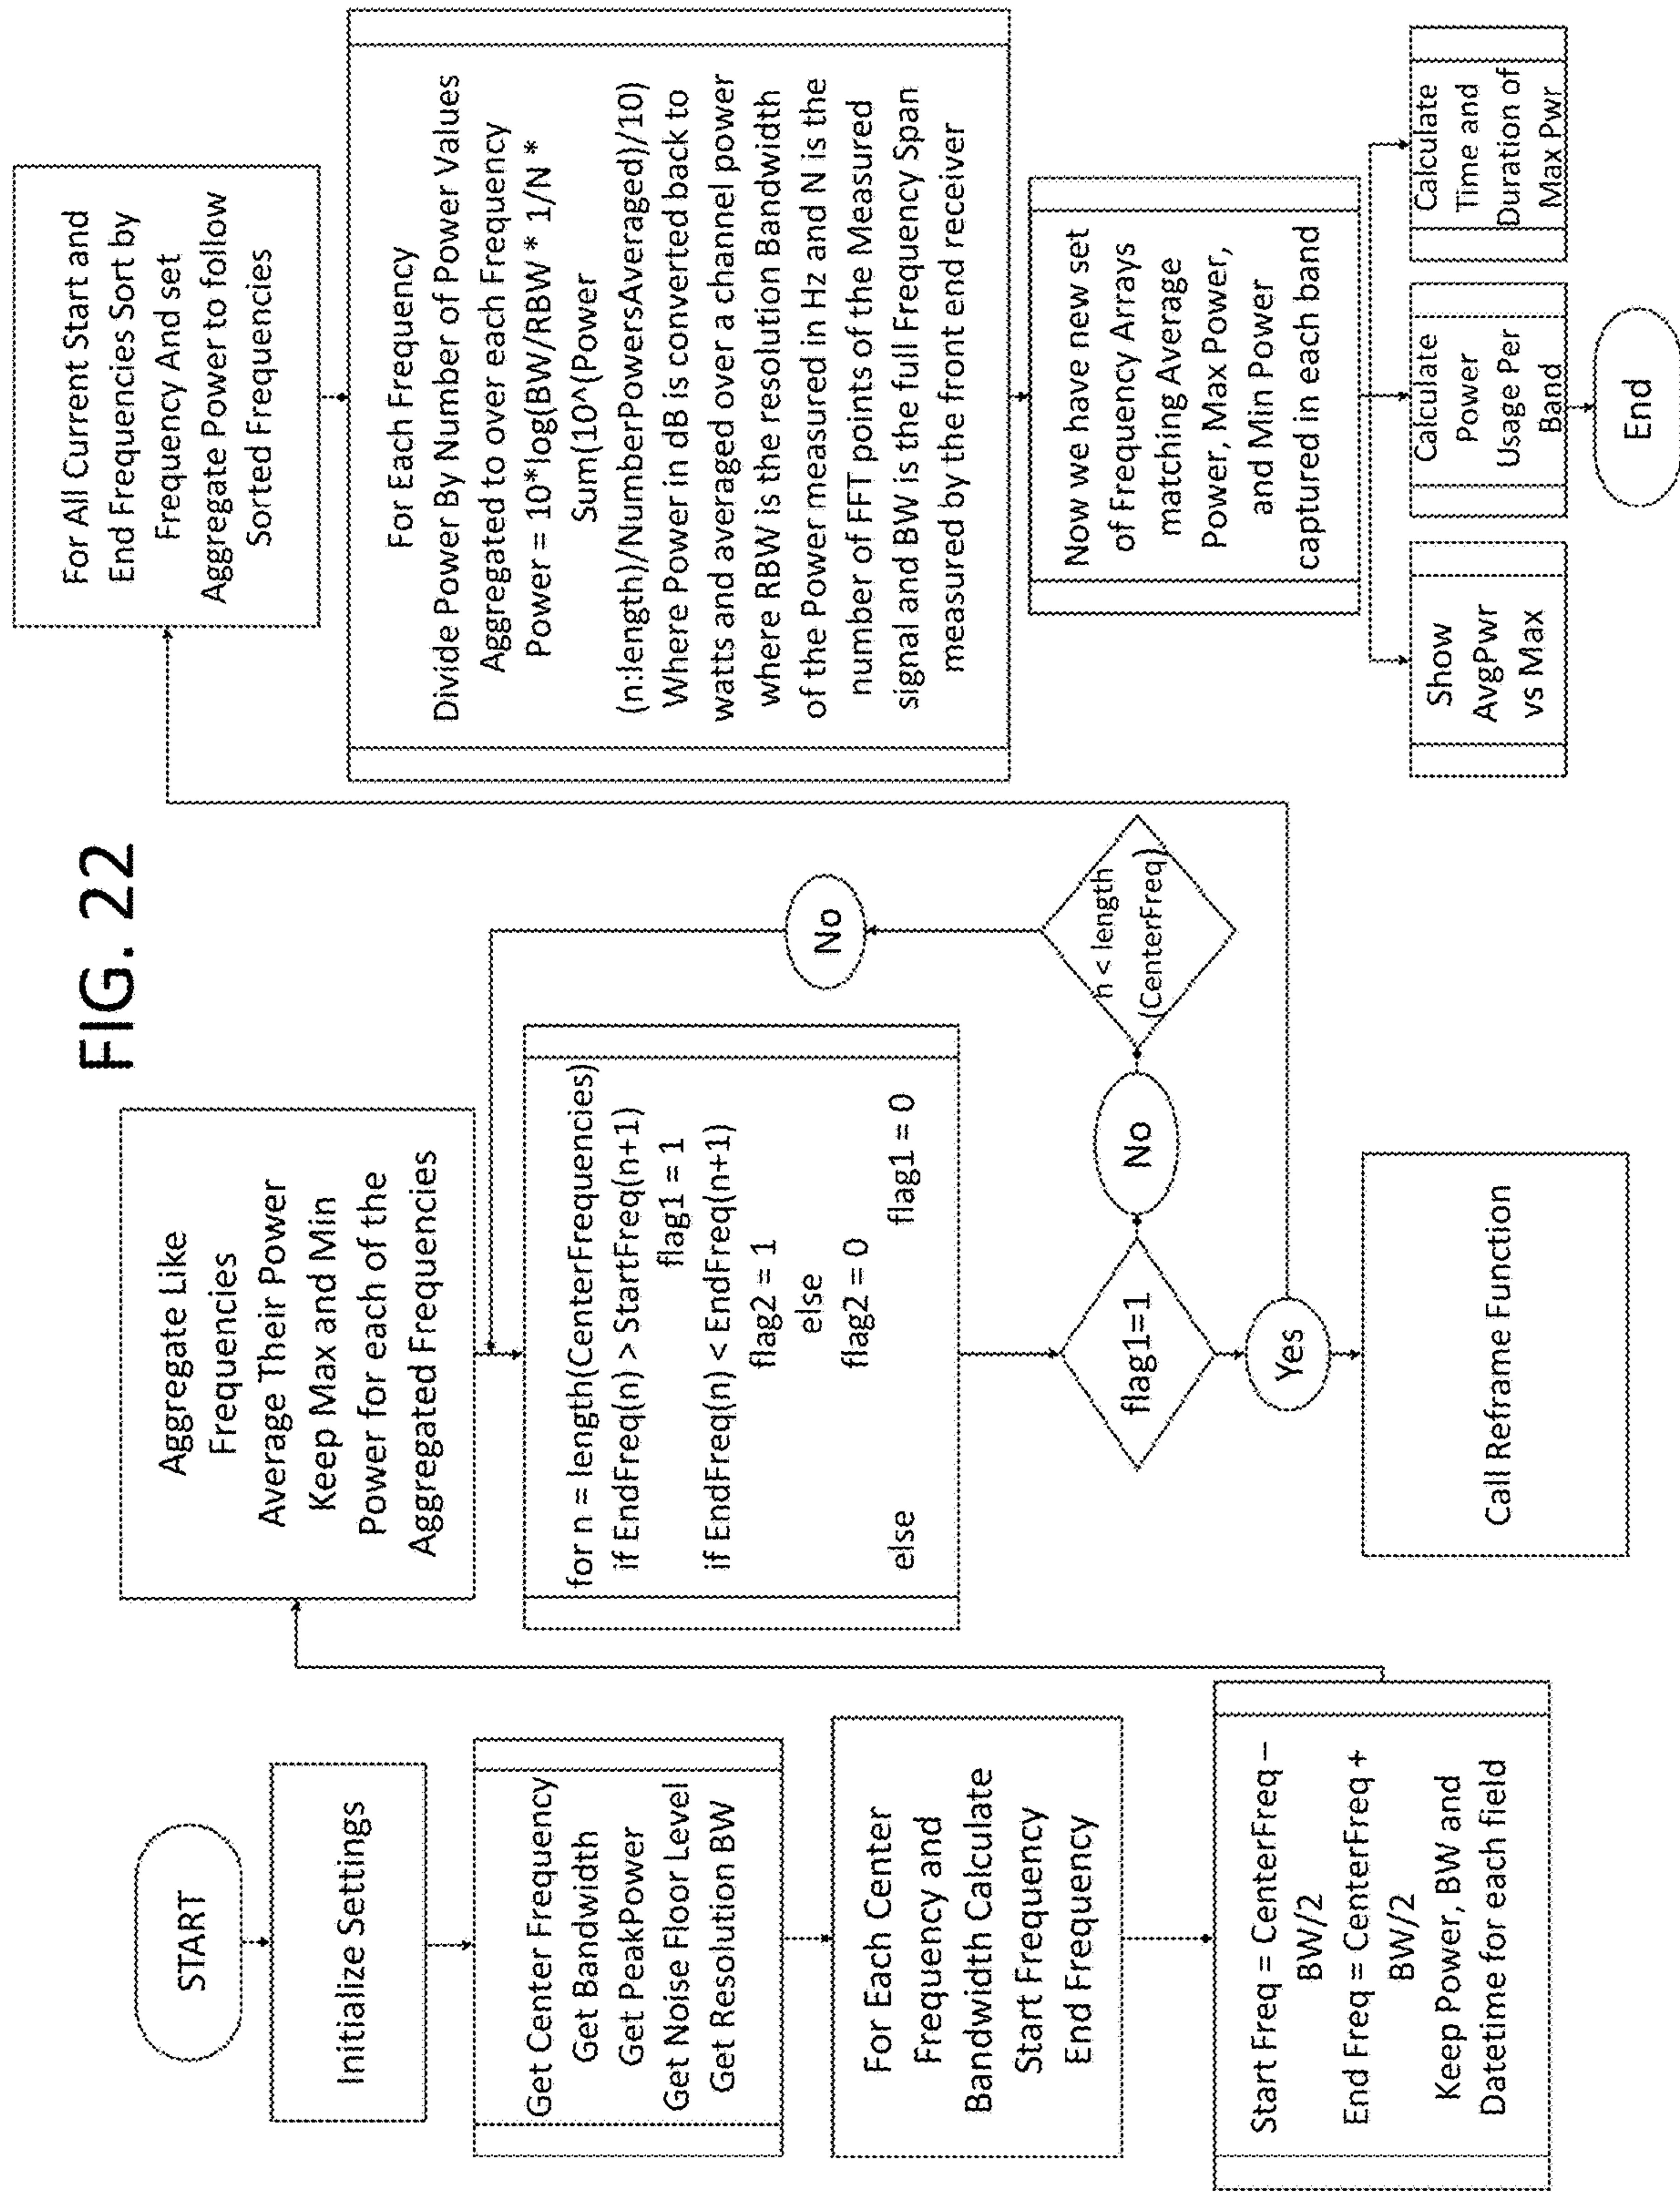 FIG. 22
START
Initialize Settings
Get Center Frequency
Get Bandwidth
Get PeakPower
Get Noise Floor Level
Get Resolution BW
For Each Center
Frequency and
Bandwidth Calculate
Start Frequency
End Frequency
Start Freq = CenterFreq –
BW/2
End Freq = CenterFreq +
BW/2
Keep Power, BW and
Datetime for each field
Aggregate Like
Frequencies
Average Their Power
Keep Max and Min
Power for each of the
Aggregated Frequencies
for n = length(CenterFrequencies)
if EndFreq(n) > StartFreq(n+1)
flag1 = 1
if EndFreq(n) < EndFreq(n+1)
flag2 = 1
else
flag2 = 0
else flag1 = 0
flag1=1
No
n < length
(CenterFreq)
No
Yes
Call Reframe Function
For All Current Start and
End Frequencies Sort by
Frequency And set
Aggregate Power to follow
Sorted Frequencies
For Each Frequency
Divide Power By Number of Power Values
Aggregated to over each Frequency
Power = 10*log(BW/RBW * 1/N *
Sum(10^(Power
(n:length)/NumberPowersAveraged)/10)
Where Power in dB is converted back to
watts and averaged over a channel power
where RBW is the resolution Bandwidth
of the Power measured in Hz and N is the
number of FFT points of the Measured
signal and BW is the full Frequency Span
measured by the front end receiver
Now we have new set
of Frequency Arrays
matching Average
Power, Max Power,
and Min Power
captured in each band
Show
AvgPwr
vs Max
Calculate
Power
Usage Per
Band
Calculate
Time and
Duration of
Max Pwr
End